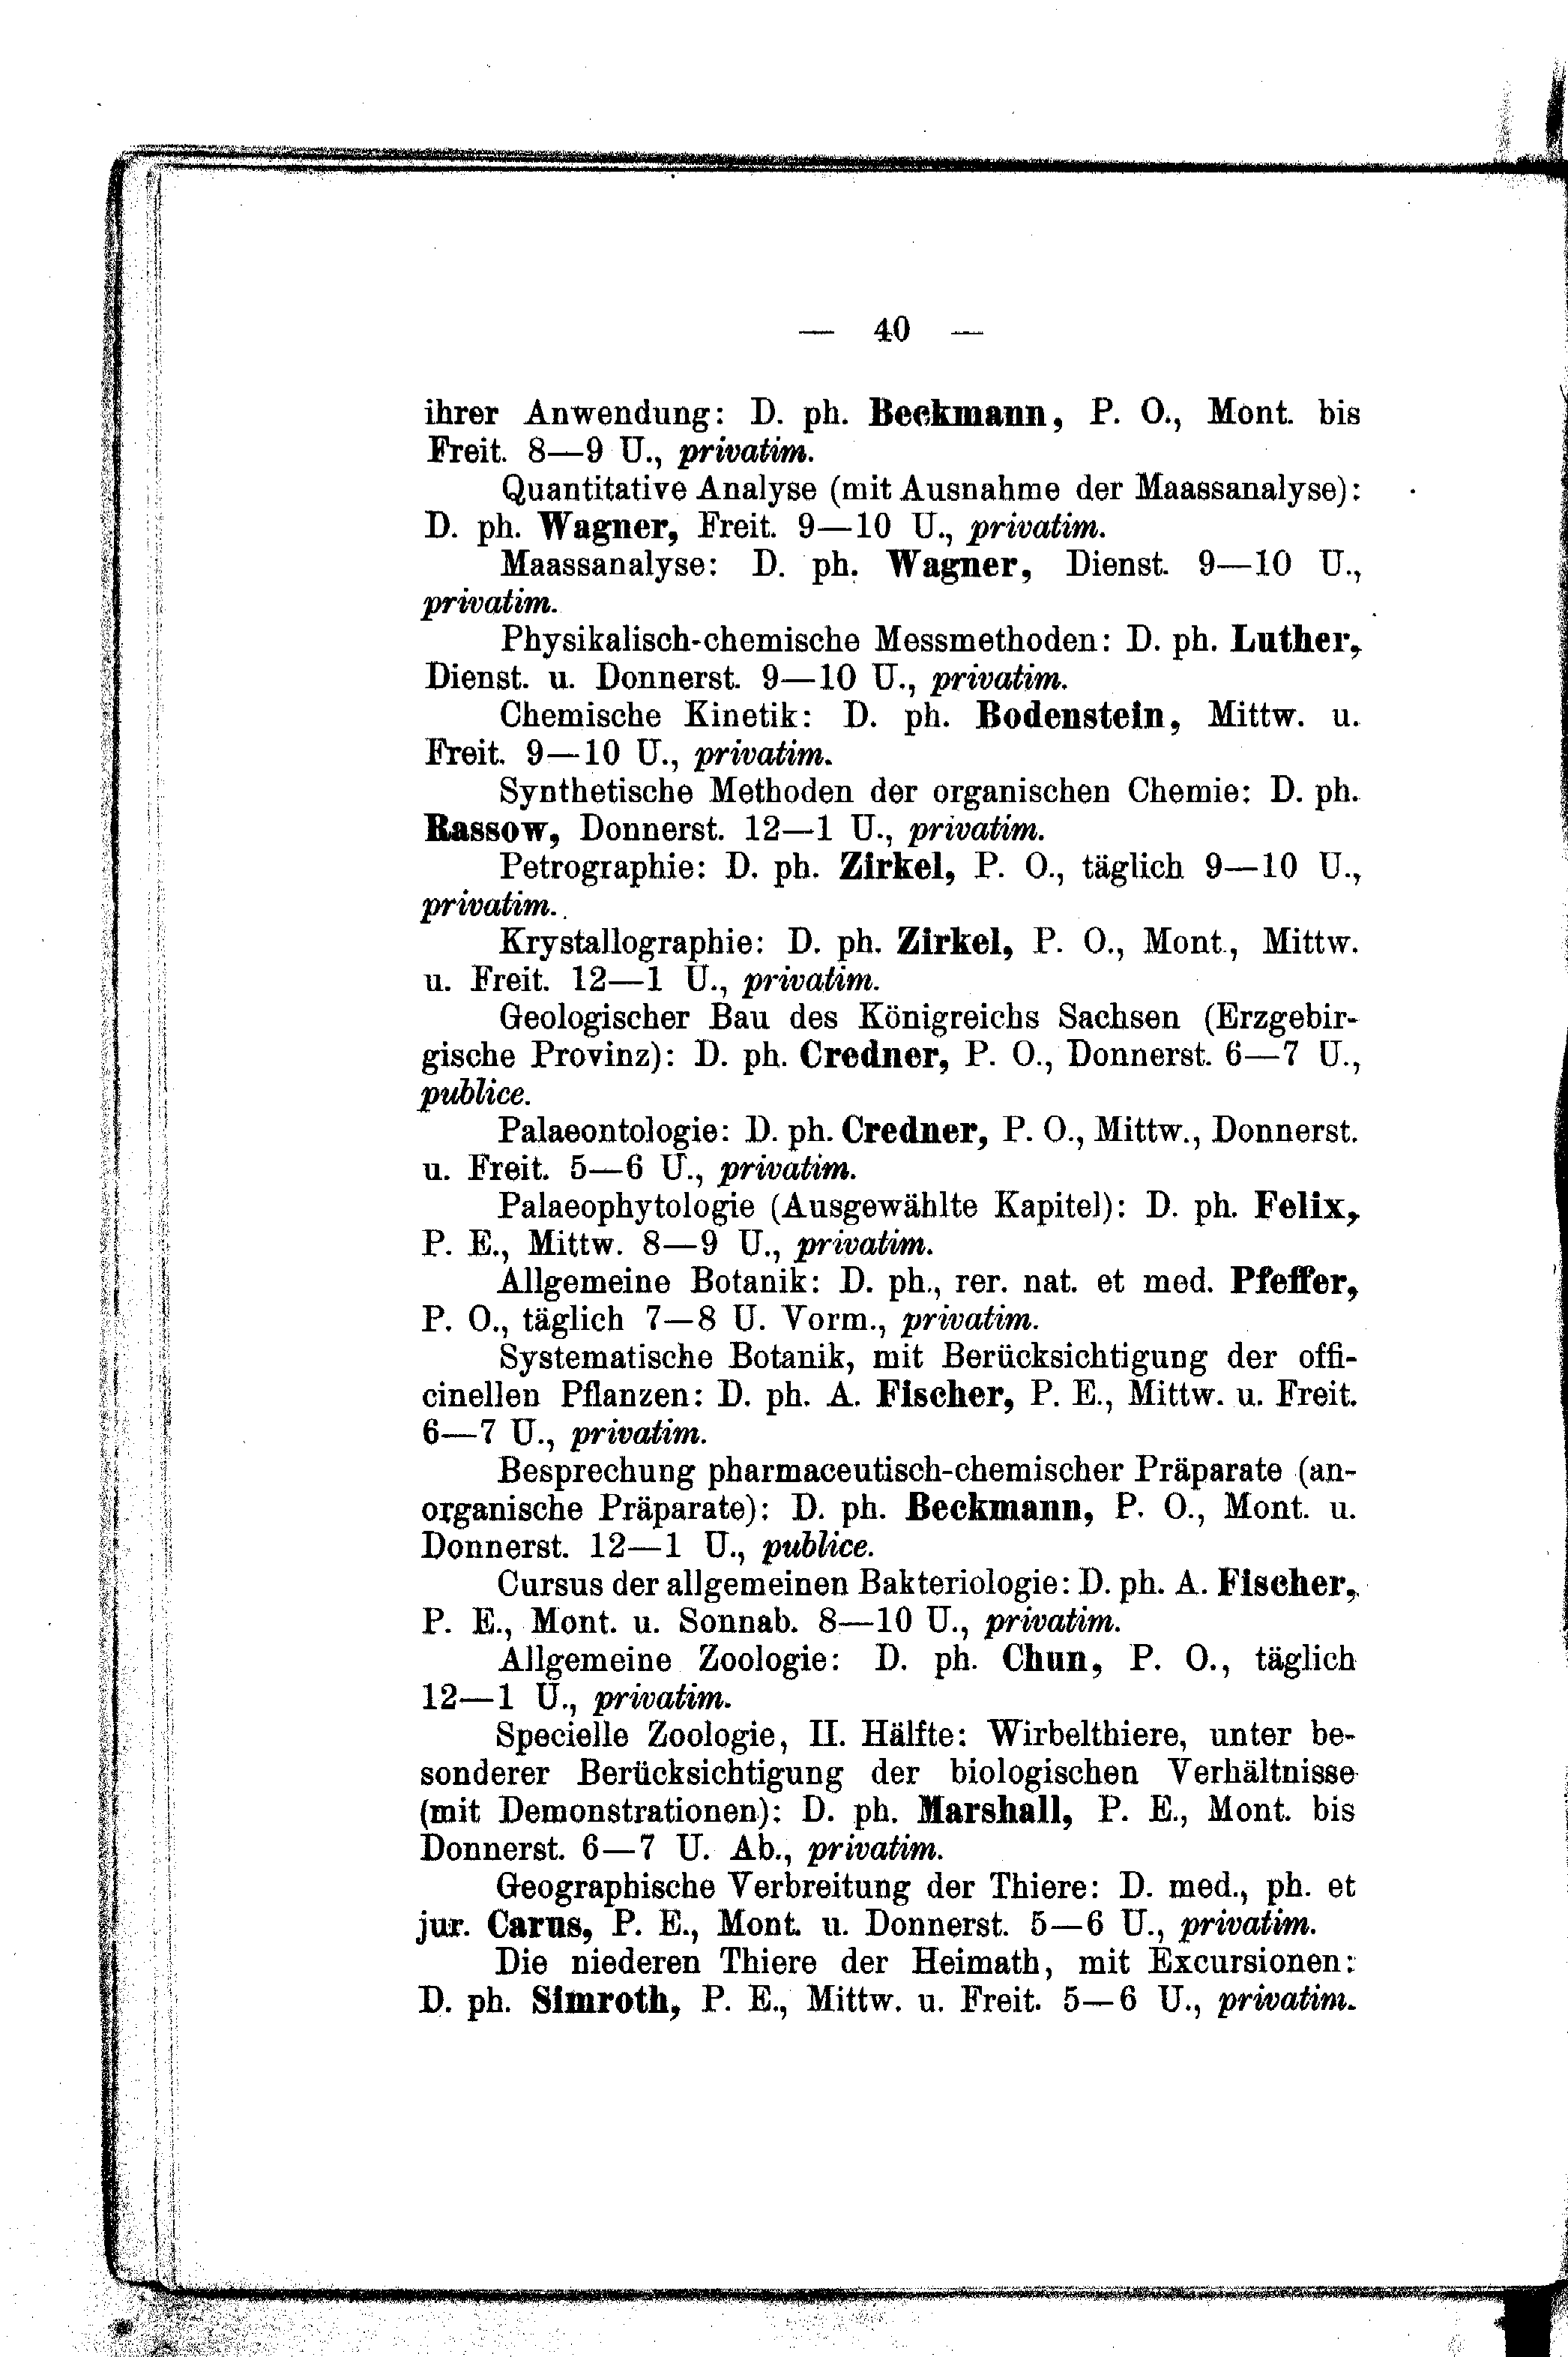 — 40 —
ihrer Anwendung: D. ph. Beckmann, P. O., Mont. bis
Freit. 8—9 U., privatim.
Quantitative Analyse (mit Ausnahme der Maassanalyse):
D. ph. Wagner, Freit. 9—10 U., privatim.
Maassanalyse: D. ph. Wagner, Dienst. 9—10 U.,
privatim.
Physikalisch-chemische Messmethoden: D. ph. Luther,
Dienst. u. Donnerst. 9—10 U., privatim.
Chemische Kinetik: D. ph. Bodenstein, Mittw. u.
Freit. 9—10 U., privatim.
Synthetische Methoden der organischen Chemie: D. ph.
Rassow, Donnerst. 12—1 U., privatim.
Petrographie: D. ph. Zirkel, P. O., täglich 9—10 U.,
privatim.
Krystallographie: D. ph. Zirkel, P. O., Mont., Mittw.
u. Freit. 12—1 U., privatim.
Geologischer Bau des Königreichs Sachsen (Erzgebir-
gische Provinz): D. ph. Credner, P. O., Donnerst. 6—7 U.,
publice.
Palaeontologie: D. ph. Credner, P. O., Mittw., Donnerst.
u. Freit. 5—6 U., privatim.
Palaeophytologie (Ausgewählte Kapitel): D. ph. Felix,
P. E., Mittw. 8—9 U., privatim.
Allgemeine Botanik: D. ph., rer. nat. et med. Pfeffer,
P. O., täglich 7—8 U. Vorm., privatim.
Systematische Botanik, mit Berücksichtigung der offi-
cinellen Pflanzen: D. ph. A. Fischer, P. E., Mittw. u. Freit.
6—7 U., privatim.
Besprechung pharmaceutisch-chemischer Präparate (an-
organische Präparate): D. ph. Beckmann, P. O., Mont. u.
Donnerst. 12—1 U., publice.
Cursus der allgemeinen Bakteriologie: D. ph. A. Fischer,
P. E., Mont. u. Sonnab. 8—10 U., privatim.
Allgemeine Zoologie: D. ph. Chun, P. O., täglich
12—1 U., privatim.
Specielle Zoologie, II. Hälfte: Wirbelthiere, unter be-
sonderer Berücksichtigung der biologischen Verhältnisse
(mit Demonstrationen): D. ph. Marshall, P. E., Mont. bis
Donnerst. 6—7 U. Ab., privatim.
Geographische Verbreitung der Thiere: D. med., ph. et
jur. Carus, P. E., Mont. u. Donnerst. 5—6 U., privatim.
Die niederen Thiere der Heimath, mit Excursionen:
D. ph. Simroth, P. E., Mittw. u. Freit. 5—6 U., privatim.